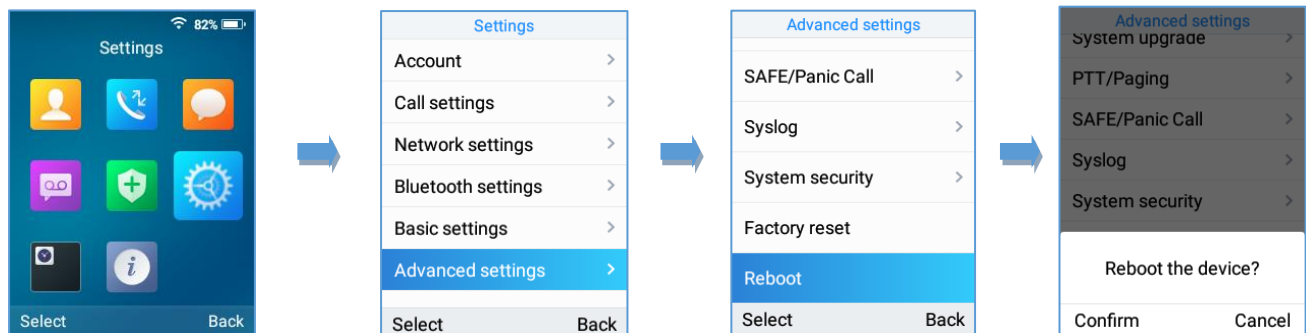 82%
Settings
Select Back
Settings
Account
Call settings
Network settings
Bluetooth settings
Basic settings
Advanced settings
Select Back
Advanced settings
SAFE/Panic Call
Syslog
System security
Factory reset
Reboot
Select Back
Advanced settings
System upgrade
PTT/Paging
SAFE/Panic Call
Syslog
System security
Reboot the device?
Confirm Cancel